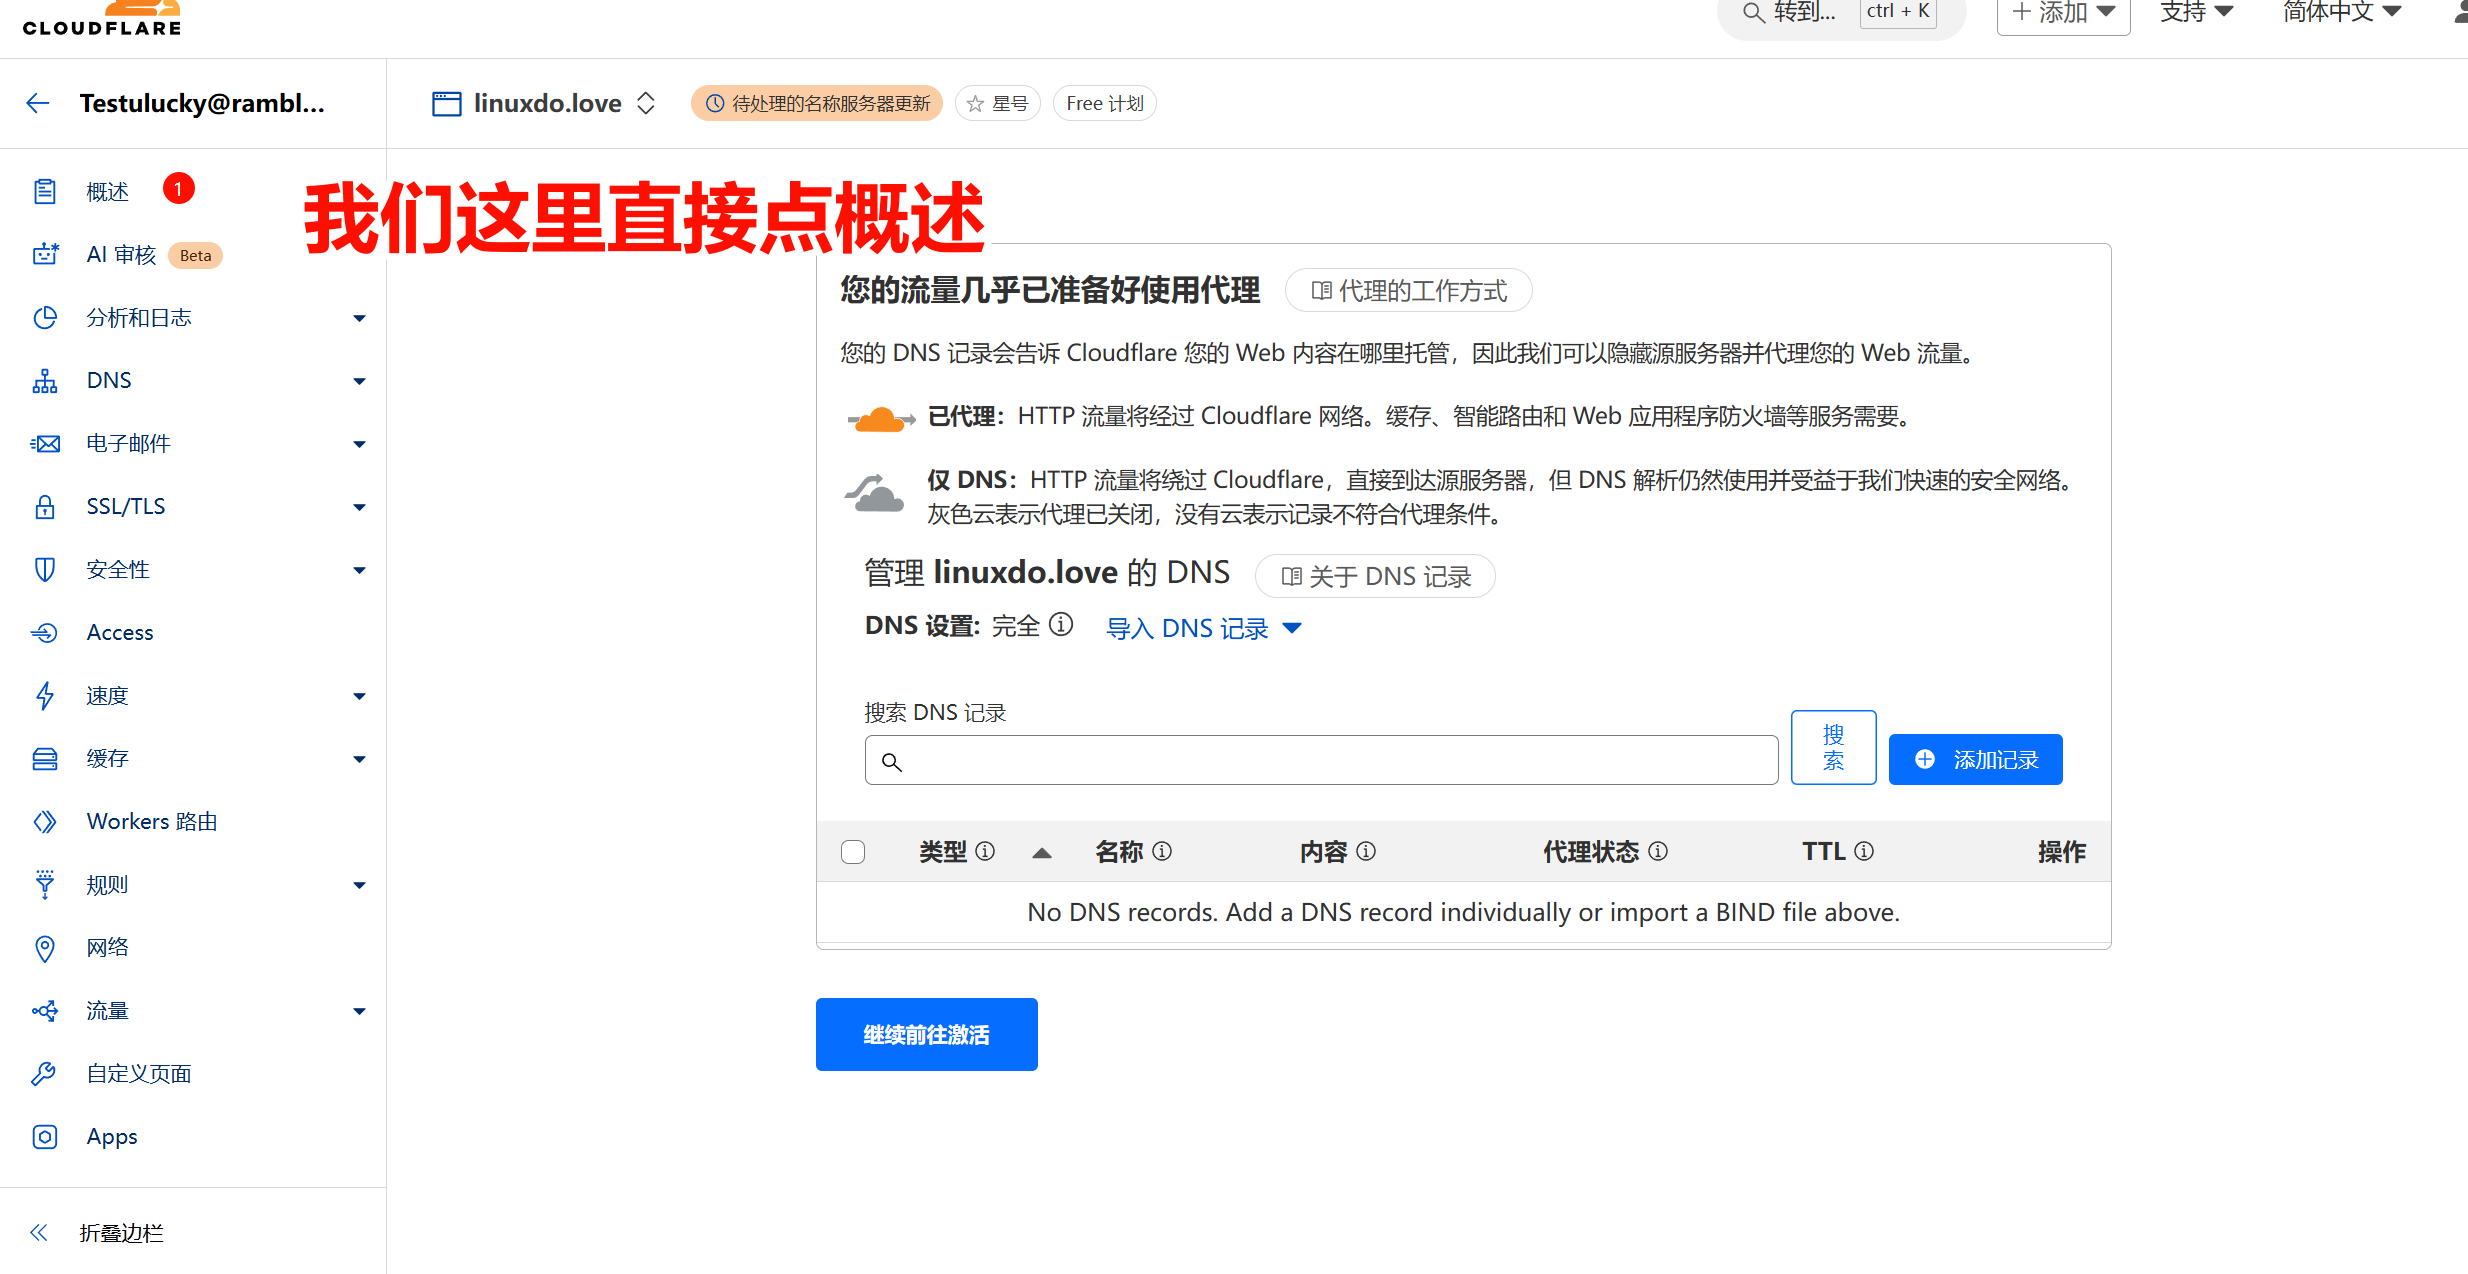 CLOUDFLARE
转到... ctrl + K
添加
支持
简体中文
Testulucky@rambl...
linuxdo.love
待处理的名称服务器更新
星号
Free 计划
概述 1
AI 审核 Beta
分析和日志
DNS
电子邮件
SSL/TLS
安全性
Access
速度
缓存
Workers 路由
规则
网络
流量
自定义页面
Apps
折叠边栏
我们这里直接点概述
您的流量几乎已准备好使用代理 代理的工作方式
您的 DNS 记录会告诉 Cloudflare 您的 Web 内容在哪里托管，因此我们可以隐藏源服务器并代理您的 Web 流量。
已代理：HTTP 流量将经过 Cloudflare 网络。缓存、智能路由和 Web 应用程序防火墙等服务需要。
仅 DNS：HTTP 流量将绕过 Cloudflare，直接到达源服务器，但 DNS 解析仍然使用并受益于我们快速的安全网络。
灰色云表示代理已关闭，没有云表示记录不符合代理条件。
管理 linuxdo.love 的 DNS 关于 DNS 记录
DNS 设置: 完全 导入 DNS 记录
搜索 DNS 记录
搜
索
添加记录
类型 名称 内容 代理状态 TTL 操作
No DNS records. Add a DNS record individually or import a BIND file above.
继续前往激活